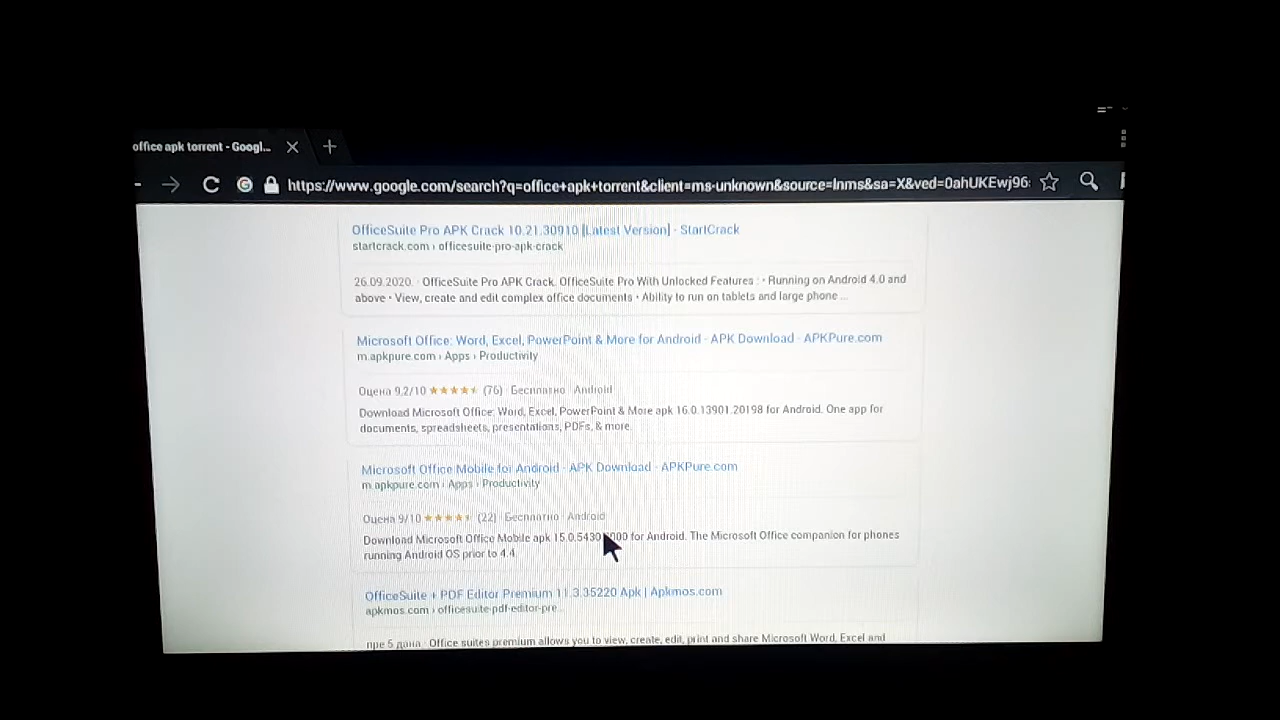 office apk torrent - Googl...
https://www.google.com/search?q=office+apk+torrent&client=ms-unknown&source=lnms&sa=X&ved=0ahUKEwj96:
OfficeSuite Pro APK Crack 10.21.30910 [Latest Version] - StartCrack
startcrack.com › officesuite-pro-apk-crack
26.09.2020. · OfficeSuite Pro APK Crack. OfficeSuite Pro With Unlocked Features : • Running on Android 4.0 and
above • View, create and edit complex office documents • Ability to run on tablets and large phone ...
Microsoft Office: Word, Excel, PowerPoint & More for Android - APK Download - APKPure.com
m.apkpure.com › Apps › Productivity
Оцена 9.2/10 (76) · Бесплатно · Android
Download Microsoft Office: Word, Excel, PowerPoint & More apk 16.0.13901.20198 for Android. One app for
documents, spreadsheets, presentations, PDFs, & more.
Microsoft Office Mobile for Android - APK Download - APKPure.com
m.apkpure.com › Apps › Productivity
Оцена 9/10 (22) · Бесплатно · Android
Download Microsoft Office Mobile apk for Android. The Microsoft Office companion for phones
running Android OS prior to 4.4.
OfficeSuite + PDF Editor Premium 11.3.35220 Apk | Apkmos.com
apkmos.com › officesuite-pdf-editor-pre...
пре 5 дана · Office suites premium allows you to view, create, edit, print and share Microsoft Word, Excel and